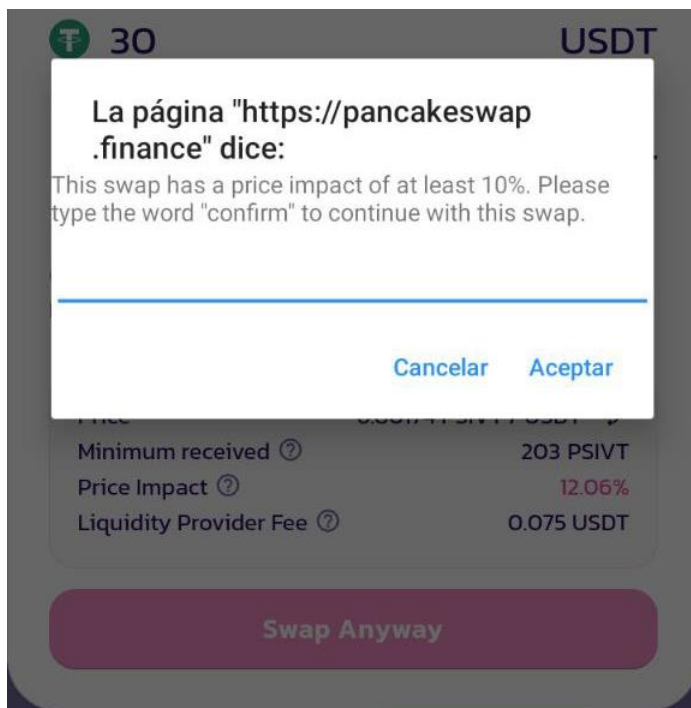 30 USDT
La página "https://pancakeswap
.finance" dice:
This swap has a price impact of at least 10%. Please
type the word "confirm" to continue with this swap.
Cancelar Aceptar
Minimum received ? 203 PSIVT
Price Impact ? 12.06%
Liquidity Provider Fee ? 0.075 USDT
Swap Anyway